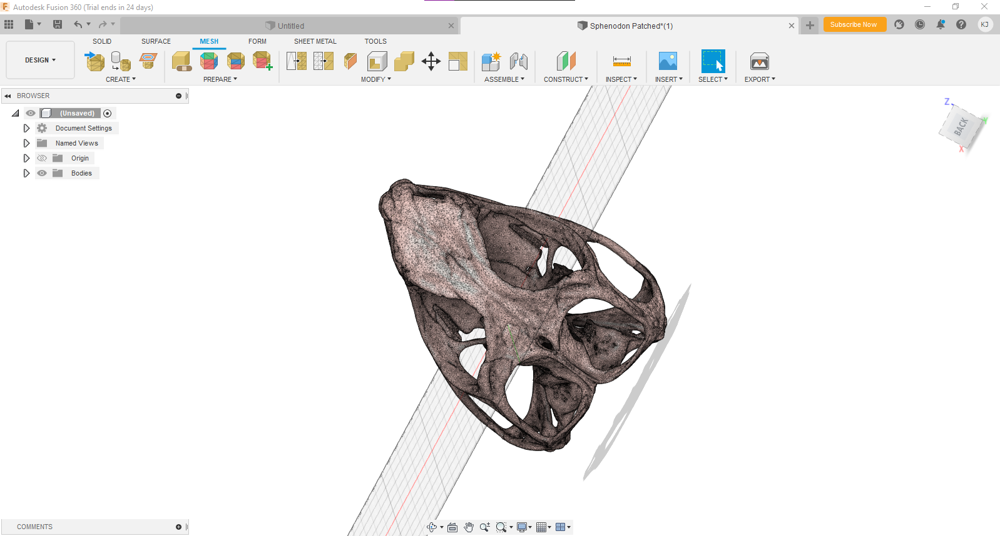 Autodesk Fusion 360 (Trial ends in 24 days)
Untitled
Sphenodon Patched*(1)
Subscribe Now
KJ
SOLID
SURFACE
MESH
FORM
SHEET METAL
TOOLS
DESIGN
CREATE
PREPARE
MODIFY
ASSEMBLE
CONSTRUCT
INSPECT
INSERT
SELECT
EXPORT
BROWSER
(Unsaved)
Document Settings
Named Views
Origin
Bodies
Z
Y
BACK
X
COMMENTS